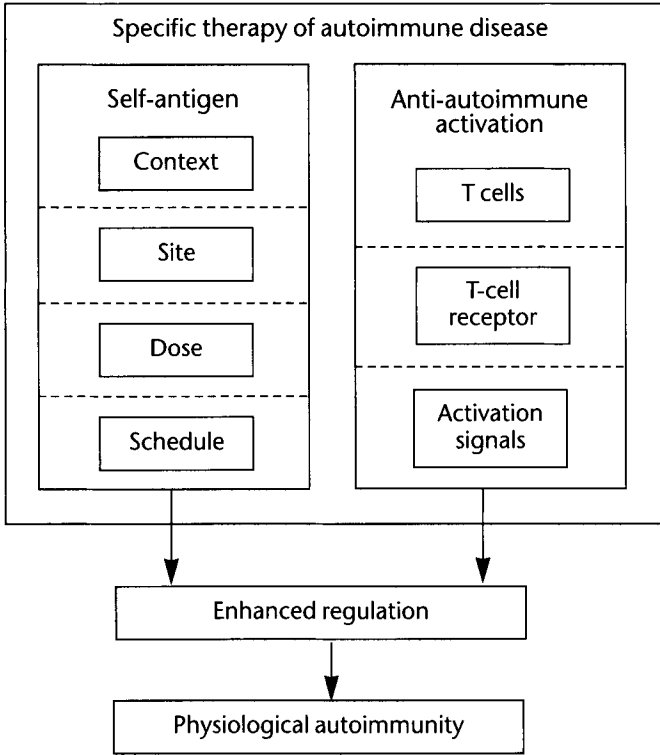 Specific therapy of autoimmune disease
Self-antigen
Context
Site
Dose
Schedule
Anti-autoimmune
activation
T cells
T-cell
receptor
Activation
signals
Enhanced regulation
Physiological autoimmunity